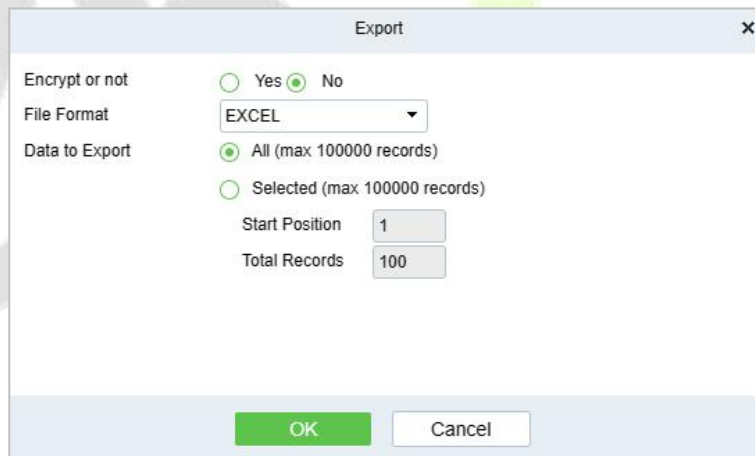 Export
Encrypt or not Yes No
File Format EXCEL
Data to Export All (max 100000 records)
Selected (max 100000 records)
Start Position 1
Total Records 100
OK Cancel